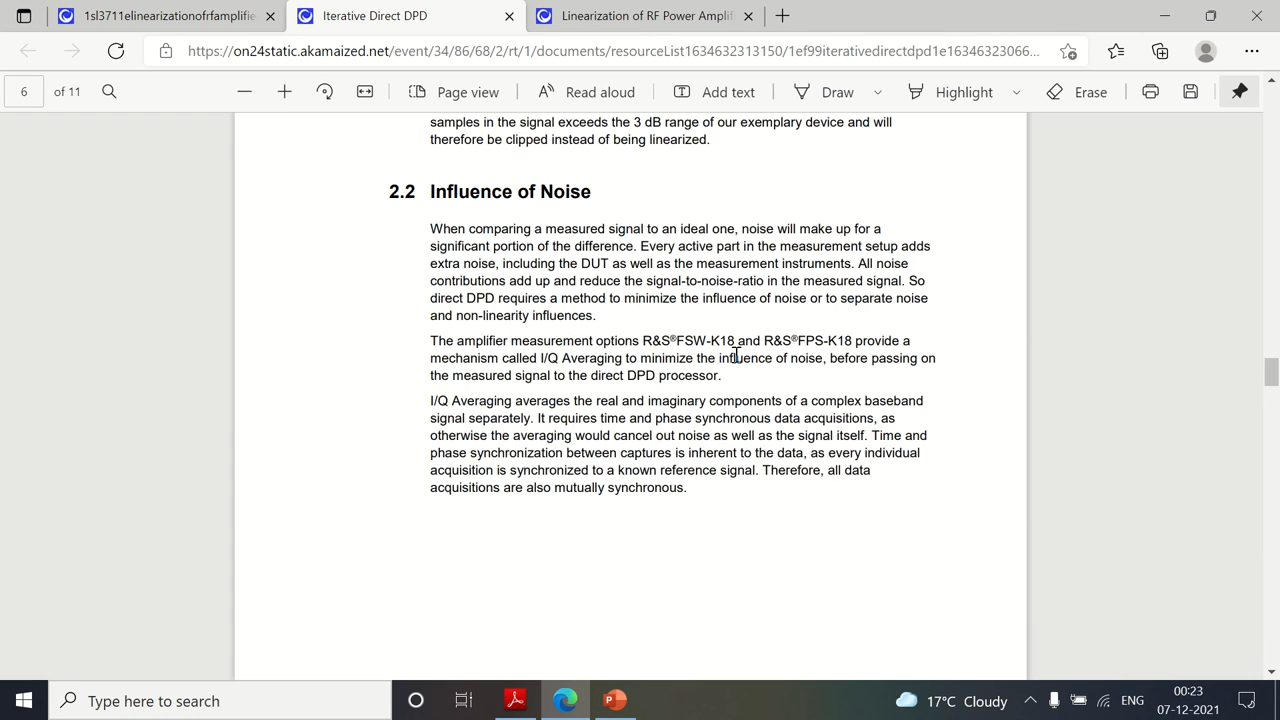 1sl3711elinearizationofrfamplifie
Iterative Direct DPD
Linearization of RF Power Amplif
https://on24static.akamaized.net/event/34/86/68/2/rt/1/documents/resourceList1634632313150/1ef99iterativedirectdpd1e16346323066...
6 of 11
Page view
Read aloud
Add text
Draw
Highlight
Erase
samples in the signal exceeds the 3 dB range of our exemplary device and will
therefore be clipped instead of being linearized.
2.2 Influence of Noise
When comparing a measured signal to an ideal one, noise will make up for a
significant portion of the difference. Every active part in the measurement setup adds
extra noise, including the DUT as well as the measurement instruments. All noise
contributions add up and reduce the signal-to-noise-ratio in the measured signal. So
direct DPD requires a method to minimize the influence of noise or to separate noise
and non-linearity influences.
The amplifier measurement options R&S®FSW-K18 and R&S®FPS-K18 provide a
mechanism called I/Q Averaging to minimize the influence of noise, before passing on
the measured signal to the direct DPD processor.
I/Q Averaging averages the real and imaginary components of a complex baseband
signal separately. It requires time and phase synchronous data acquisitions, as
otherwise the averaging would cancel out noise as well as the signal itself. Time and
phase synchronization between captures is inherent to the data, as every individual
acquisition is synchronized to a known reference signal. Therefore, all data
acquisitions are also mutually synchronous.
Type here to search
17°C Cloudy
ENG
00:23
07-12-2021